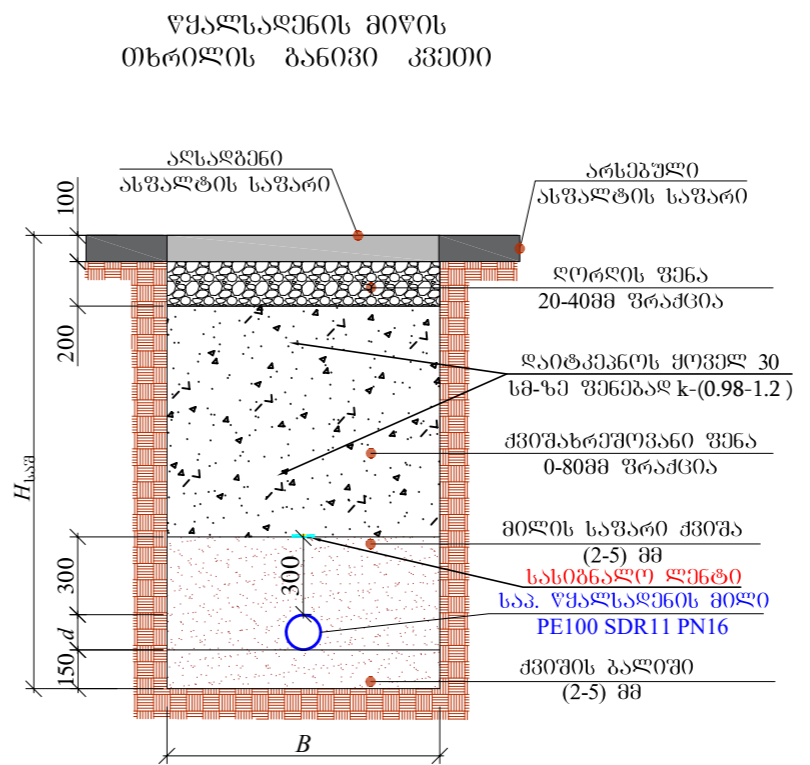 წყალსადენის მიწის
თხრილის განივი კვეთი
აღსადგენი
ასფალტის საფარი
არსებული
ასფალტის საფარი
100
ღორღის ფენა
20-40მმ ფრაქცია
200
დაიტკეპნოს ყოველ 30
სმ-ზე ფენებად k-(0.98-1.2 )
ქვიშახრეშოვანი ფენა
0-80მმ ფრაქცია
Hსაშ
მილის საფარი ქვიშა
(2-5) მმ
300
300
სასიგნალო ლენტი
საპ. წყალსადენის მილი
PE100 SDR11 PN16
d
150
ქვიშის ბალიში
(2-5) მმ
B